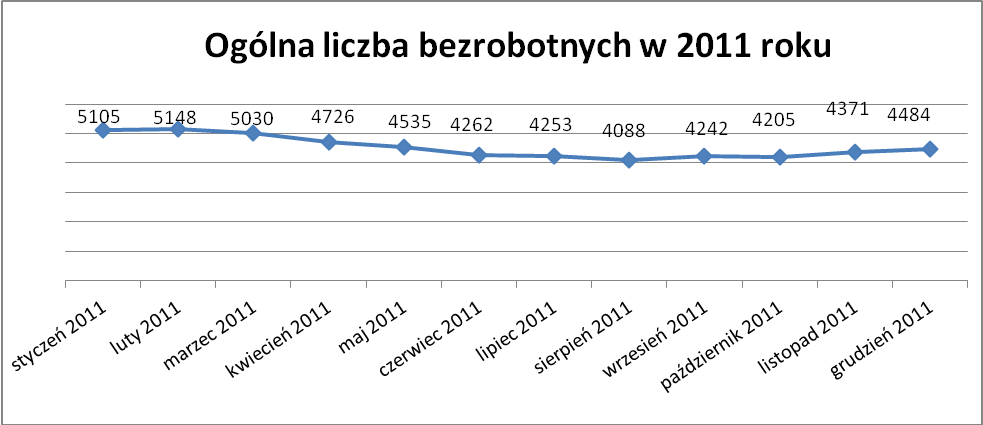 Ogólna liczba bezrobotnych w 2011 roku
5105 5148 5030 4726 4535 4262 4253 4088 4242 4205 4371 4484
styczeń 2011
luty 2011
marzec 2011
kwiecień 2011
maj 2011
czerwiec 2011
lipiec 2011
sierpień 2011
wrzesień 2011
październik 2011
listopad 2011
grudzień 2011